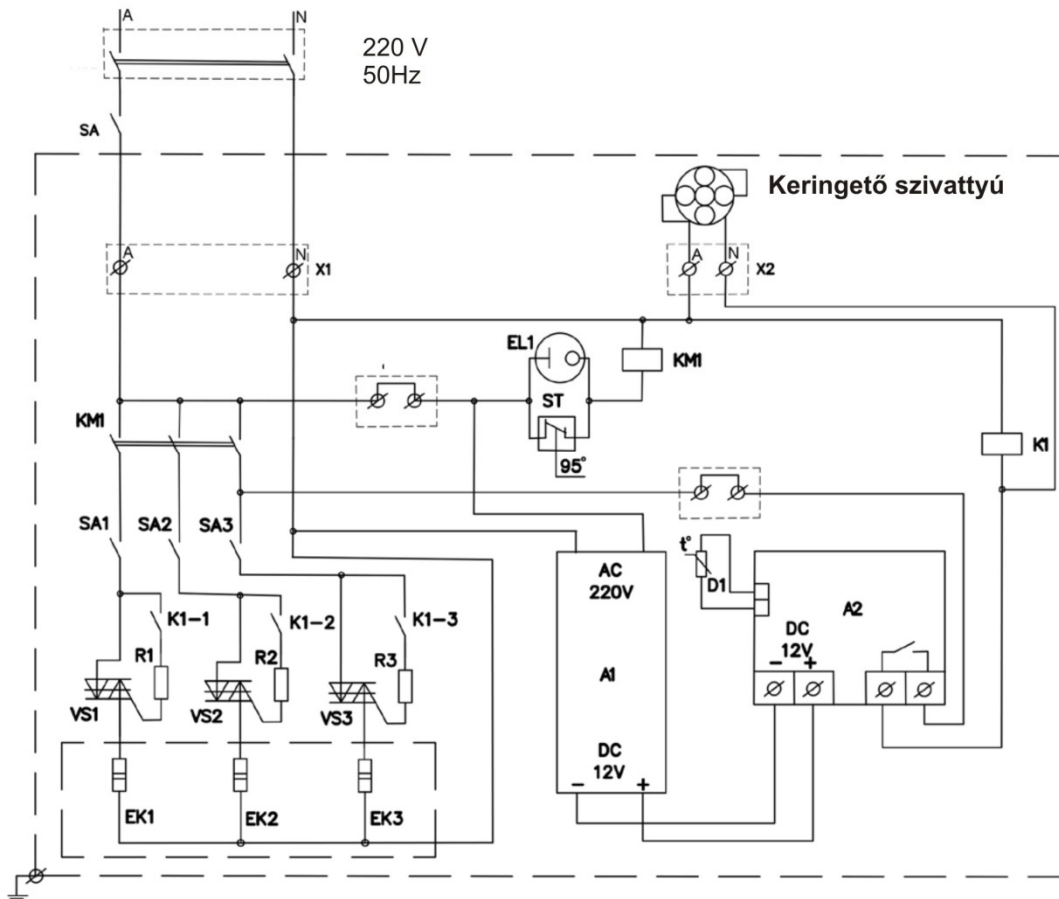 A
N
220 V
50Hz
SA
Keringető szivattyú
A
N
X1
A
N
X2
EL1
KM1
ST
95°
KM1
K1
SA1
SA2
SA3
t°
D1
AC
220V
A2
K1-1
K1-2
K1-3
DC
12V
R1
R2
R3
- +
A1
VS1
VS2
VS3
DC
12V
- +
EK1
EK2
EK3